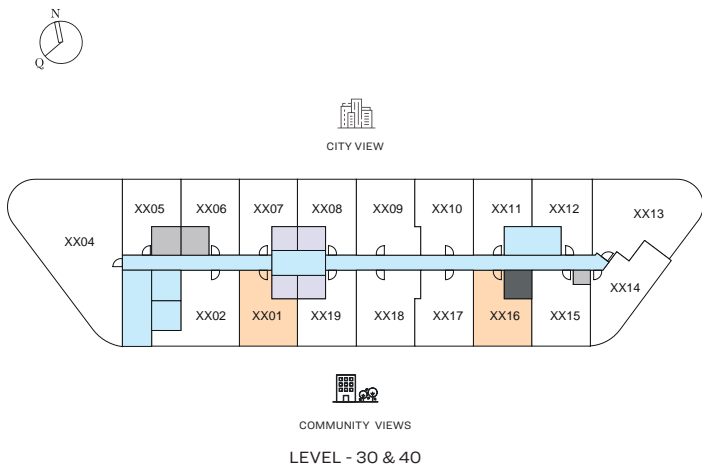 N
Q
CITY VIEW
XX05 XX06 XX07 XX08 XX09 XX10 XX11 XX12
XX04 XX13
XX14
XX02 XX01 XX19 XX18 XX17 XX16 XX15
COMMUNITY VIEWS
LEVEL - 30 & 40